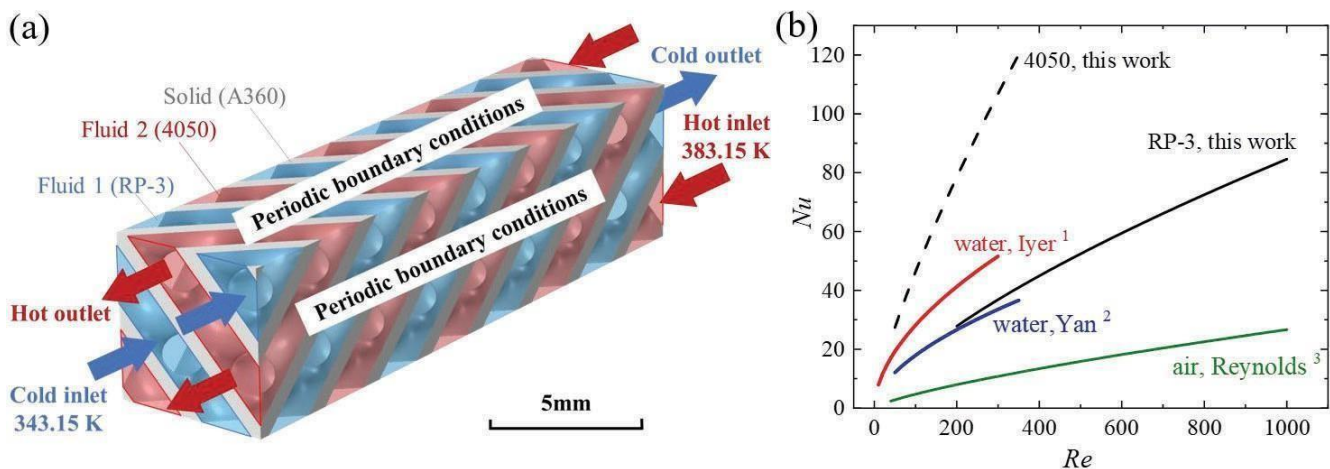 (a)
Cold outlet
Solid (A360)
Fluid 2 (4050)
Fluid 1 (RP-3)
Periodic boundary conditions
Periodic boundary conditions
Hot inlet
383.15 K
Hot outlet
Cold inlet
343.15 K
5mm
(b)
120
100
80
60
40
20
0
Nu
4050, this work
RP-3, this work
water, Iyer ¹
water,Yan ²
air, Reynolds ³
0
200
400
600
800
1000
Re